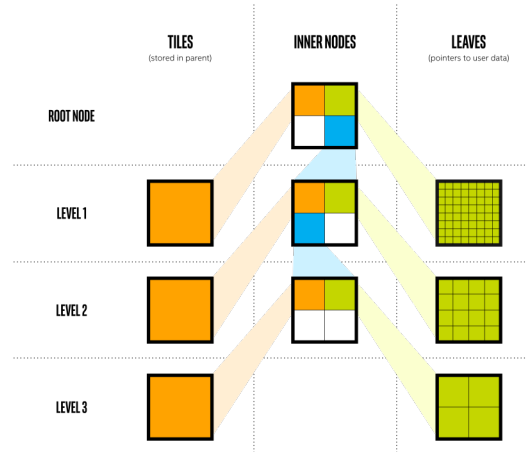 TILES
(stored in parent)
INNER NODES
LEAVES
(pointers to user data)
ROOT NODE
LEVEL 1
LEVEL 2
LEVEL 3